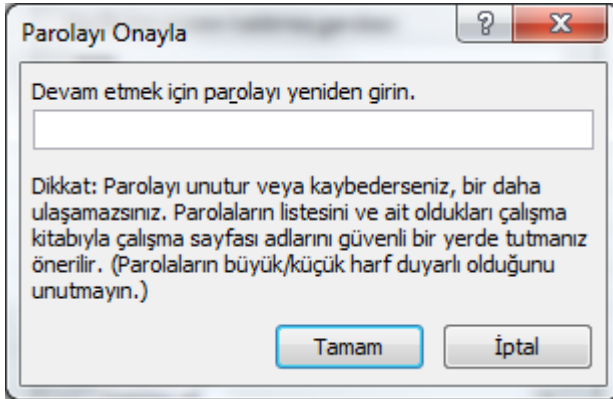 Parolayı Onayla
Devam etmek için parolayı yeniden girin.
Dikkat: Parolayı unutur veya kaybederseniz, bir daha
ulaşamazsınız. Parolaların listesini ve ait oldukları çalışma
kitabıyla çalışma sayfası adlarını güvenli bir yerde tutmanız
önerilir. (Parolaların büyük/küçük harf duyarlı olduğunu
unutmayın.)
Tamam
İptal